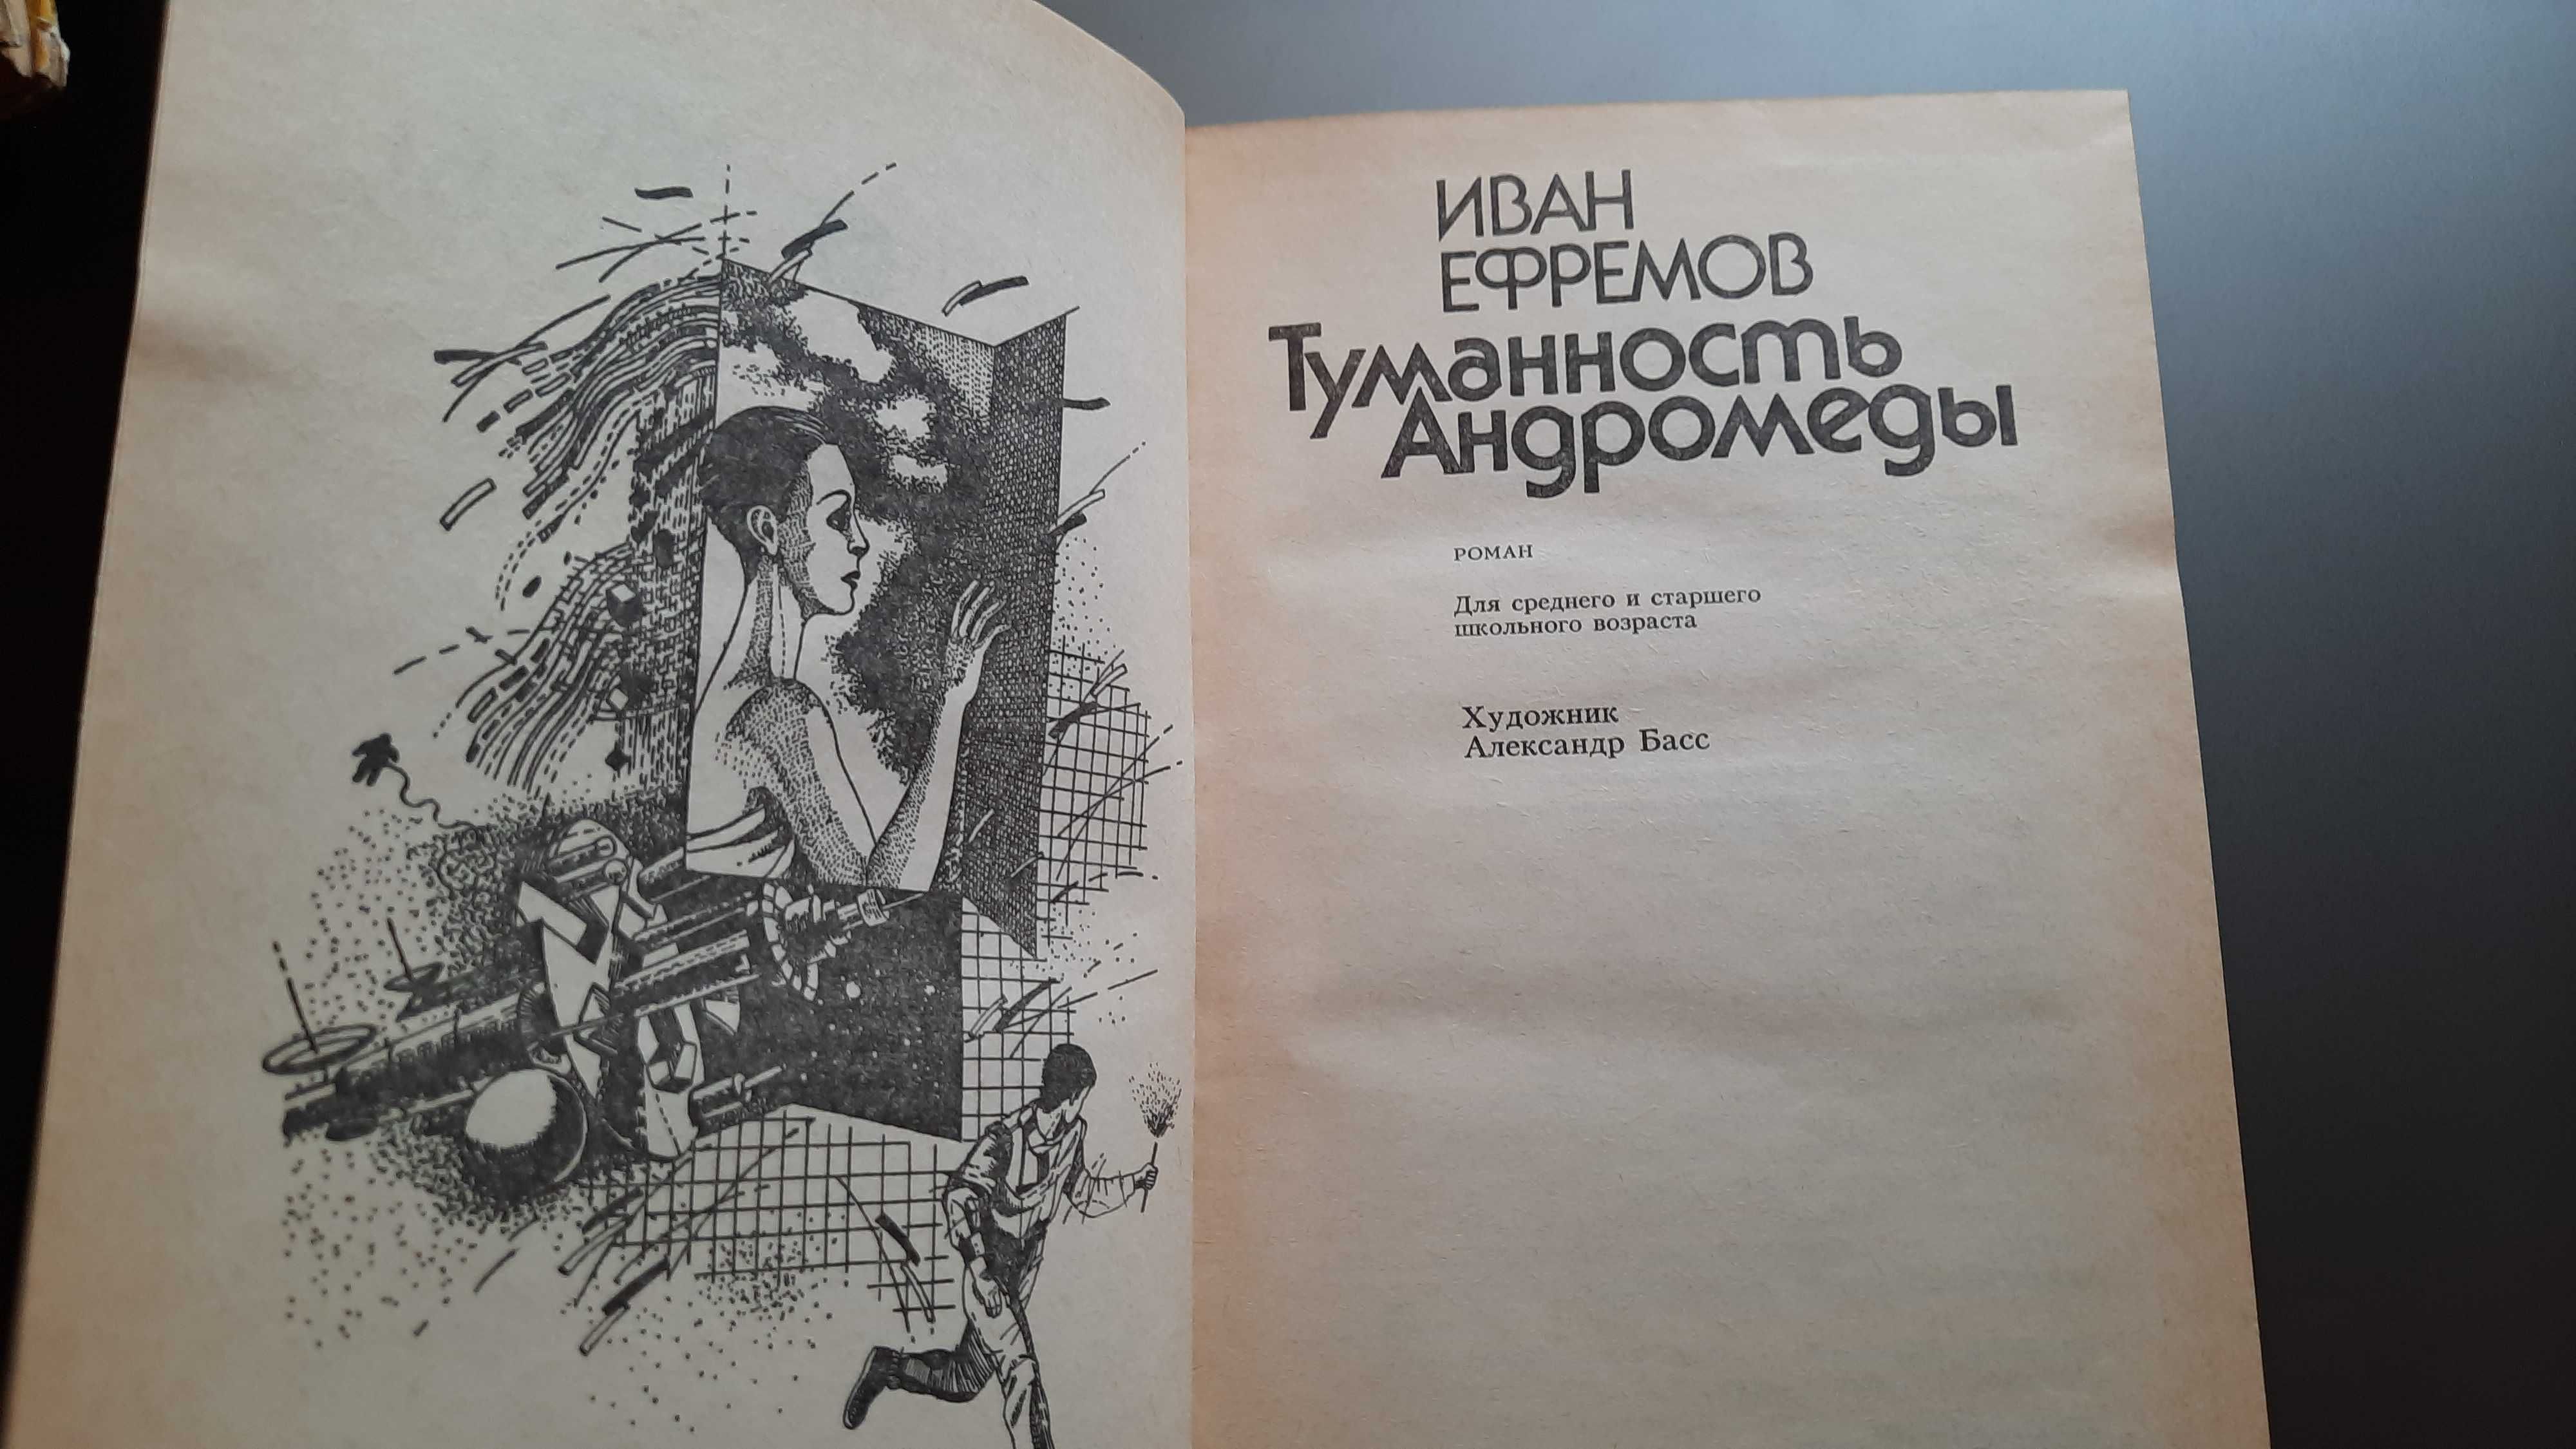 ИВАН
ЕФРЕМОВ
Туманность
Андромеды
РОМАН
Для среднего и старшего
школьного возраста
Художник
Александр Басс